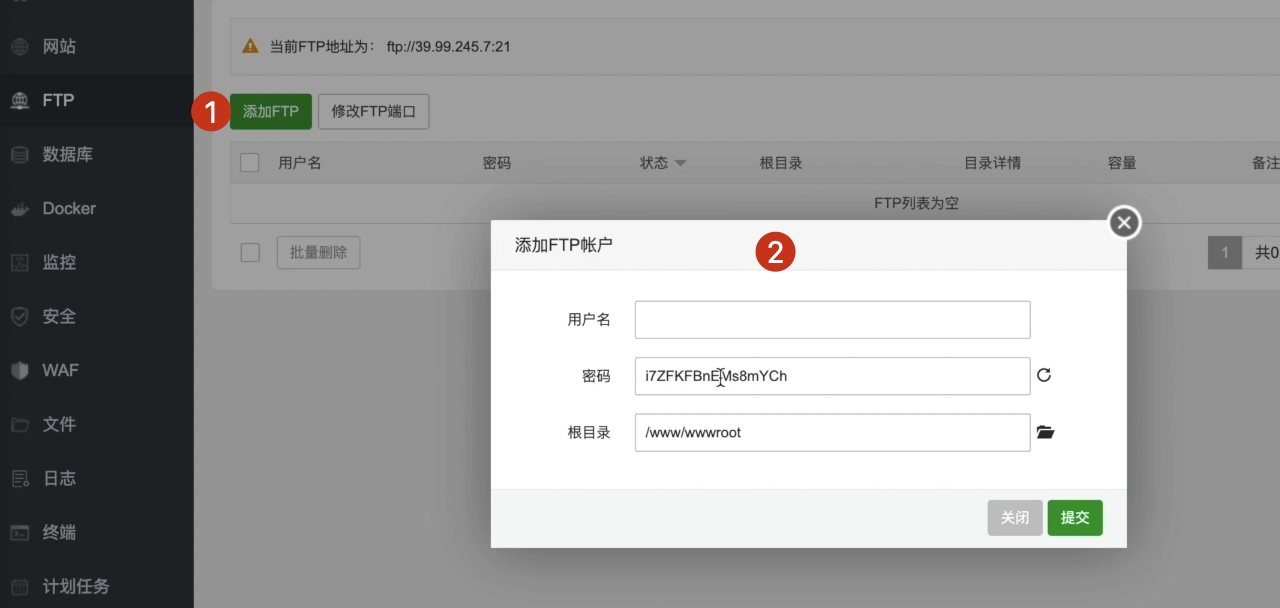 网站
FTP
数据库
Docker
监控
安全
WAF
文件
日志
终端
计划任务
当前FTP地址为： ftp://39.99.245.7:21
1 添加FTP 修改FTP端口
用户名 密码 状态 根目录 目录详情 容量 备注
FTP列表为空
批量删除 1 共0
添加FTP帐户 2
用户名
密码 i7ZFKFBnEMs8mYCh
根目录 /www/wwwroot
关闭 提交